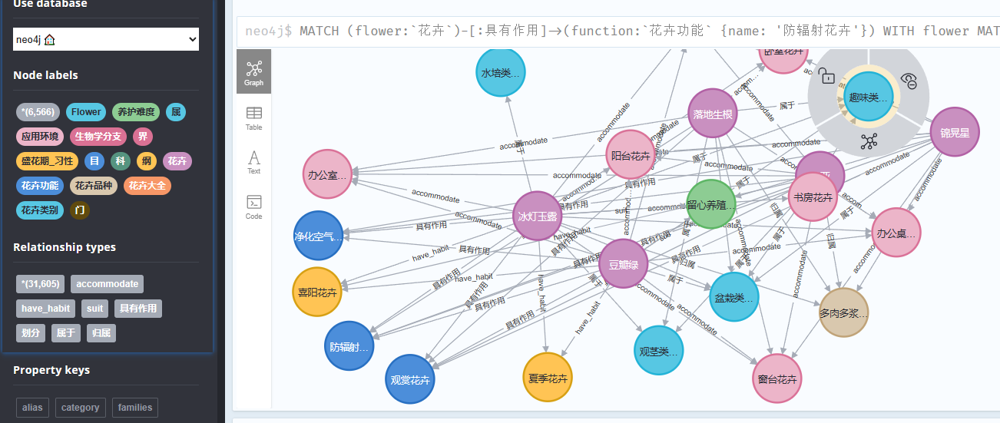 Use database
neo4j
Node labels
*(6,566) Flower 养护难度 属
应用环境 生物学分支 界
盛花期_习性 目 科 纲 花卉
花卉功能 花卉品种 花卉大全
花卉类别 门
Relationship types
*(31,605) accommodate
have_habit suit 具有作用
划分 属于 归属
Property keys
alias category families
neo4j$ MATCH (flower:`花卉`)-[:具有作用]->(function:`花卉功能` {name: '防辐射花卉'}) WITH flower MAT
Graph
Table
Text
Code
水培类…
卧室花卉
趣味类…
落地生根
锦晃星
阳台花卉
办公室…
书房花卉
留心养殖…
冰灯玉露
净化空气…
办公桌…
豆瓣绿
喜阳花卉
盆栽类…
多肉多浆…
防辐射…
观茎类…
观赏花卉
夏季花卉
窗台花卉
accommodate
属于
具有作用
have_habit
suit
归属